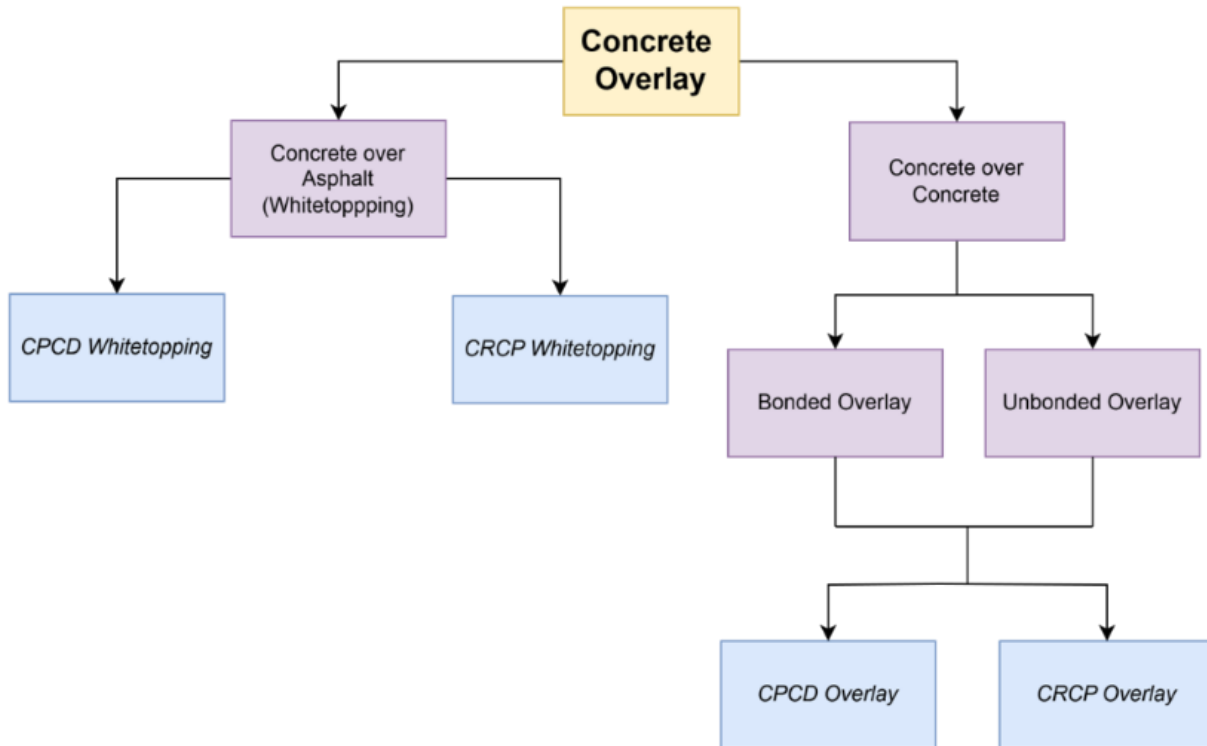 Concrete
Overlay
Concrete over
Asphalt
(Whitetoppping)
Concrete over
Concrete
CPCD Whitetopping
CRCP Whitetopping
Bonded Overlay
Unbonded Overlay
CPCD Overlay
CRCP Overlay